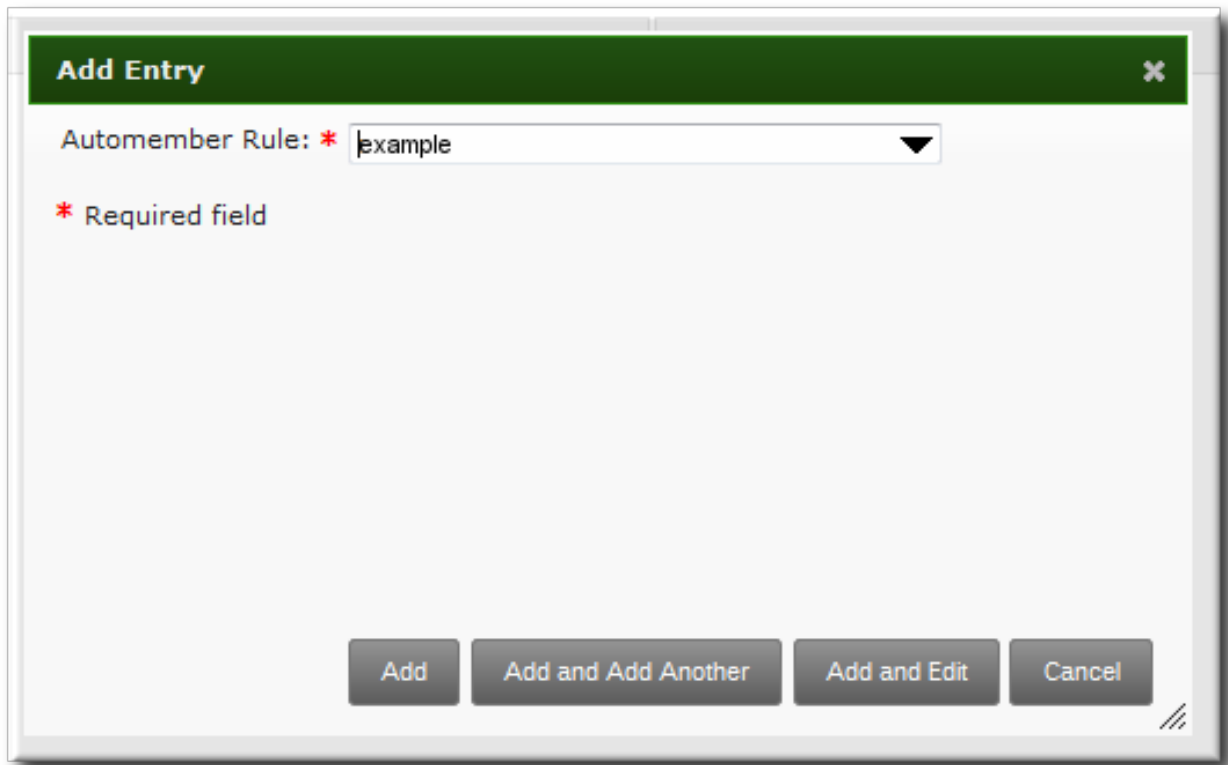 Add Entry
Automember Rule: * example
* Required field
Add Add and Add Another Add and Edit Cancel